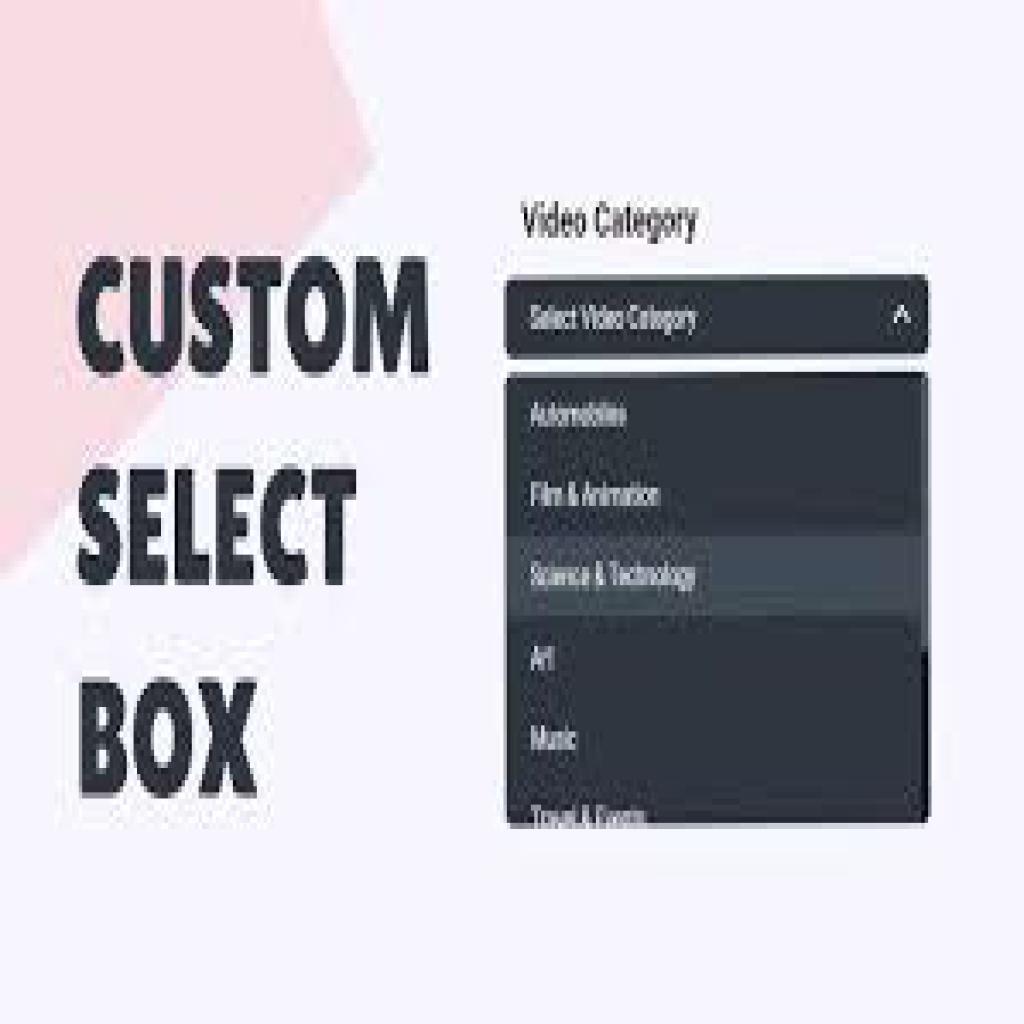 CUSTOM
SELECT
BOX
Video Category
Select Video Category
Automobiles
Film & Animation
Science & Technology
Art
Music
Travel & Events